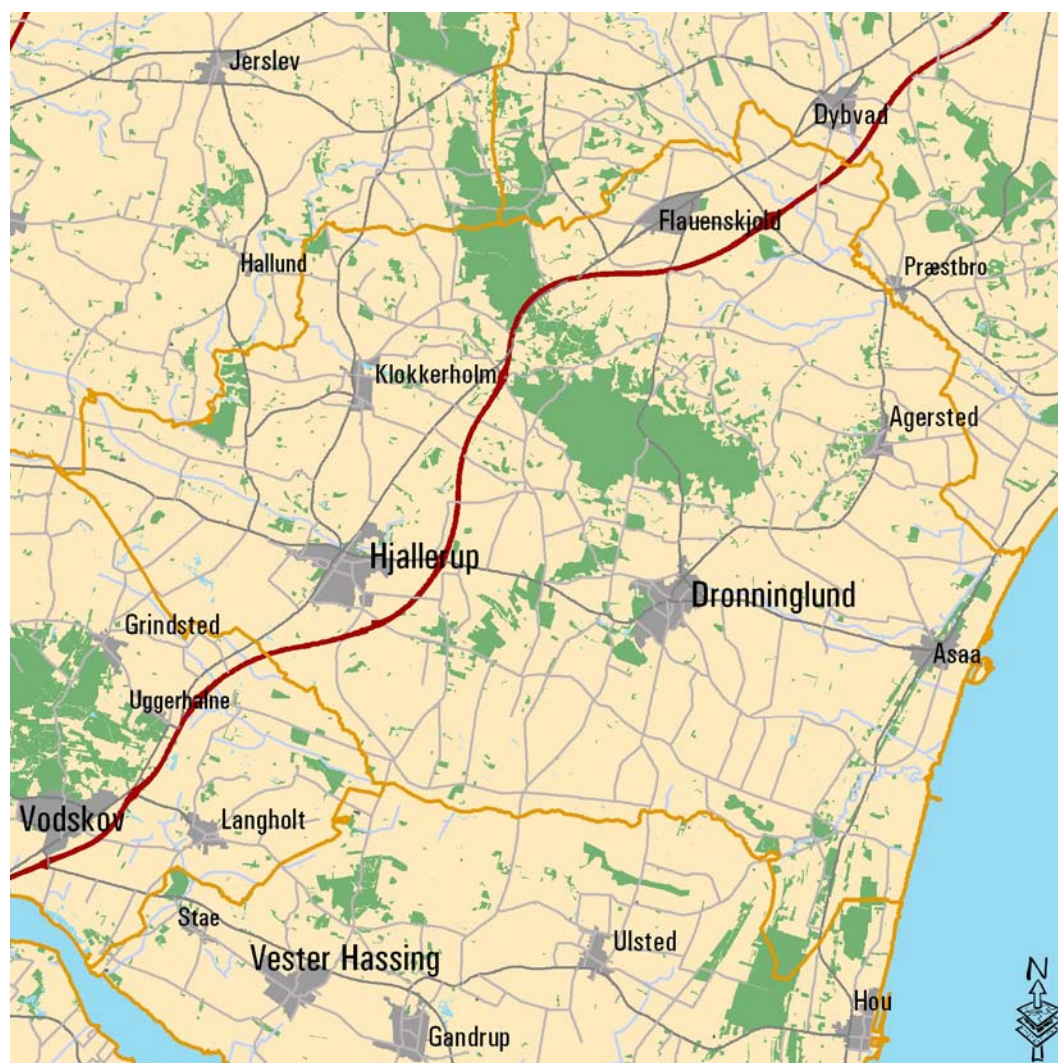 Jerslev
Dybvad
Flauenskjold
Hallund
Præstbro
Klokkerholm
Agersted
Hjallerup
Dronninglund
Grindsted
Asaa
Uggerhalne
Vodskov
Langholt
Stae
Ulsted
Vester Hassing
Hou
Gandrup
N